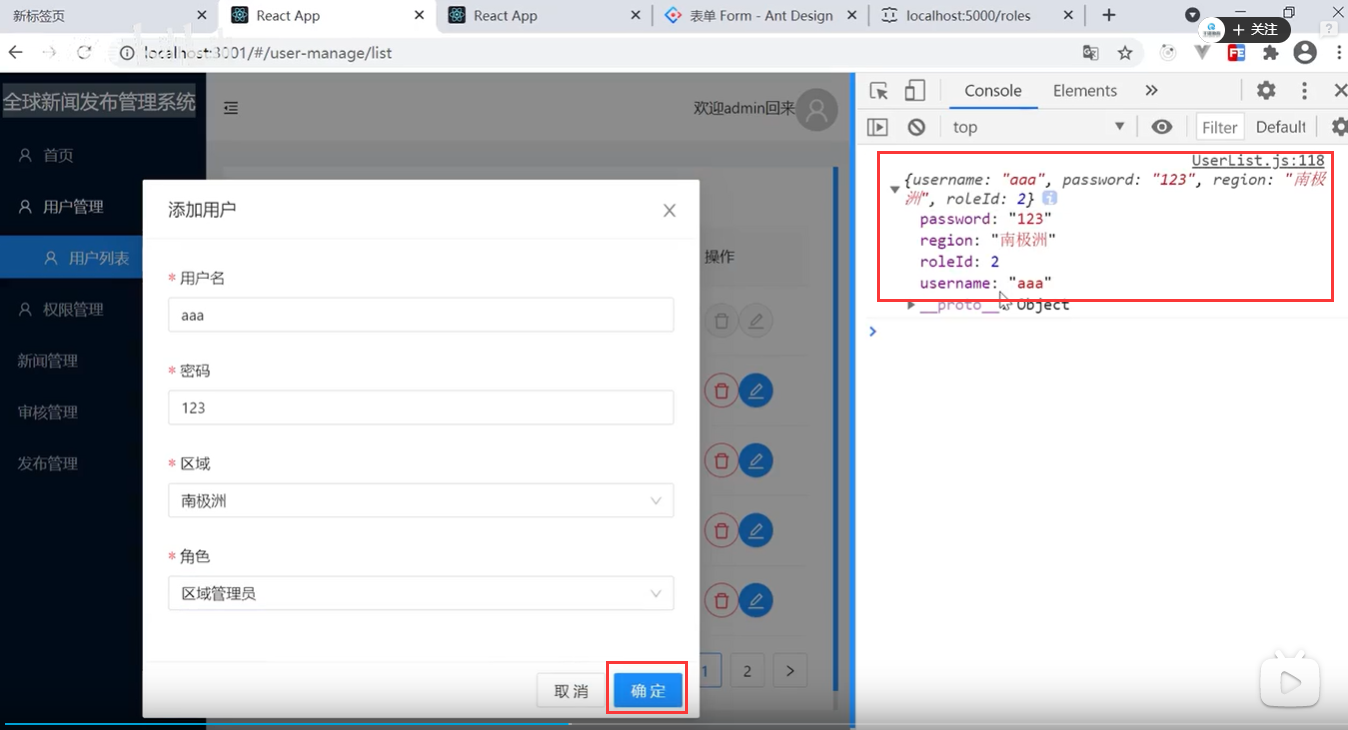 新标签页
React App
React App
表单 Form - Ant Design
localhost:5000/roles
关注
localhost:3001/#/user-manage/list
全球新闻发布管理系统
欢迎admin回来
首页
用户管理
用户列表
权限管理
新闻管理
审核管理
发布管理
操作
添加用户
* 用户名
aaa
* 密码
123
* 区域
南极洲
* 角色
区域管理员
取 消
确 定
1
2
Console
Elements
top
Filter
Default
UserList.js:118
{username: "aaa", password: "123", region: "南极
洲", roleId: 2}
password: "123"
region: "南极洲"
roleId: 2
username: "aaa"
__proto__: Object